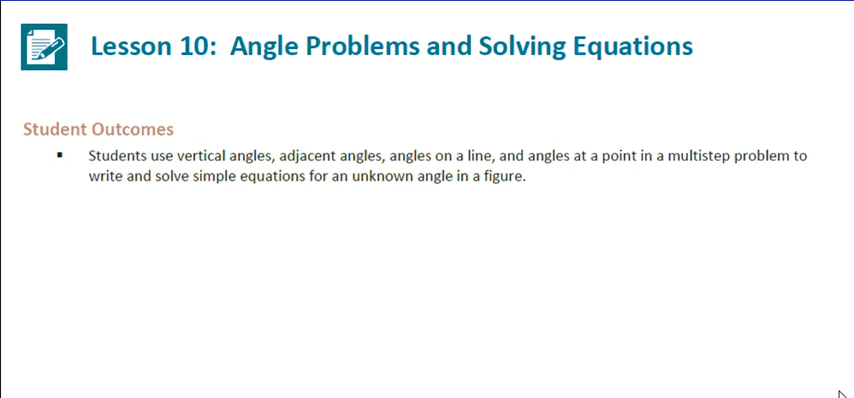 Lesson 10: Angle Problems and Solving Equations
Student Outcomes
▪ Students use vertical angles, adjacent angles, angles on a line, and angles at a point in a multistep problem to
write and solve simple equations for an unknown angle in a figure.